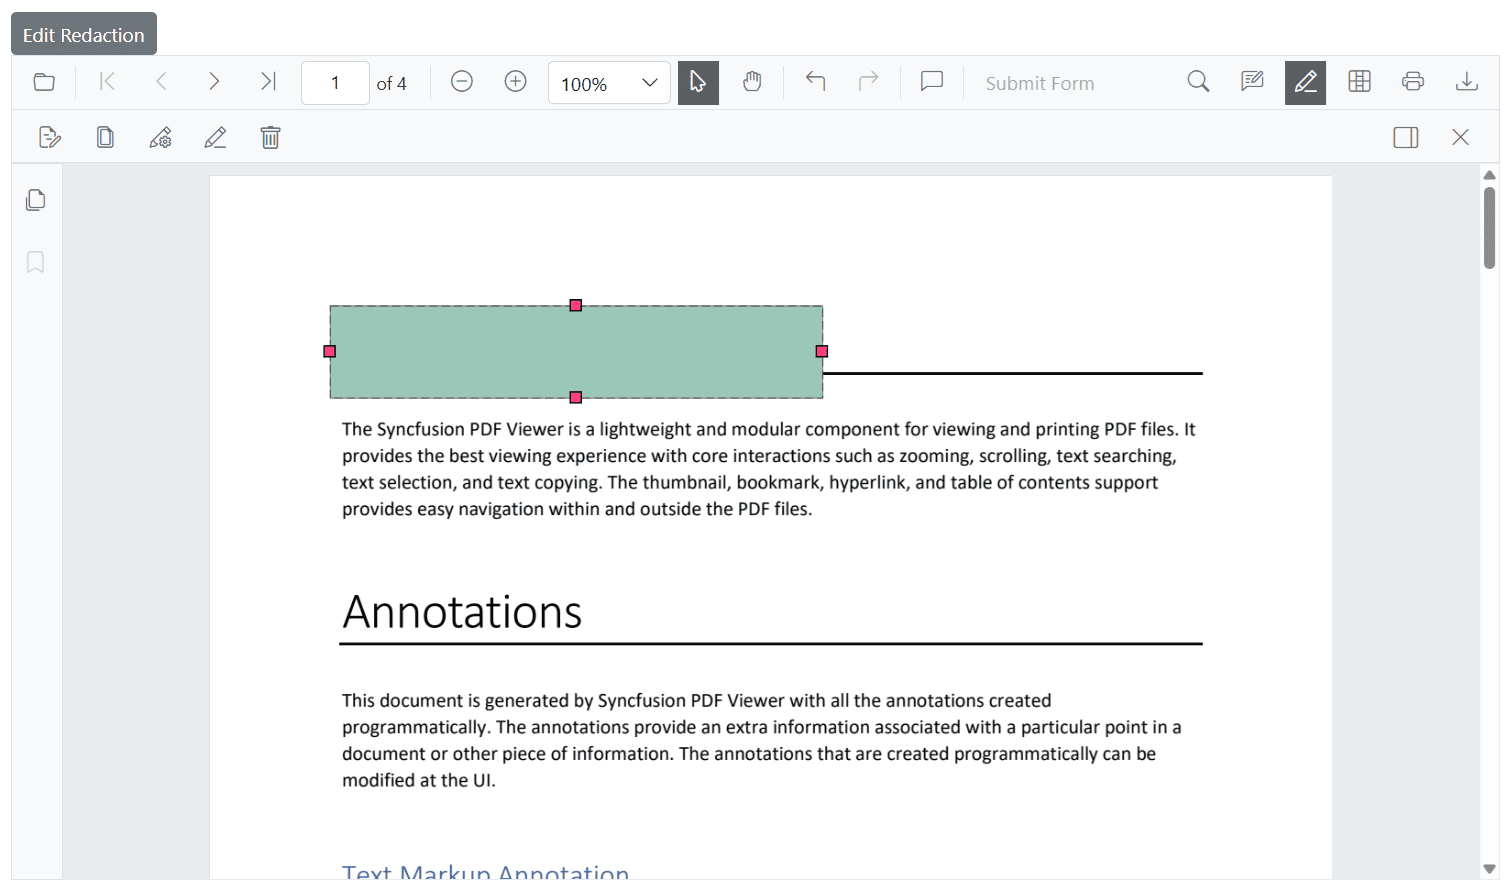 Edit Redaction
1 of 4 100% Submit Form
The Syncfusion PDF Viewer is a lightweight and modular component for viewing and printing PDF files. It
provides the best viewing experience with core interactions such as zooming, scrolling, text searching,
text selection, and text copying. The thumbnail, bookmark, hyperlink, and table of contents support
provides easy navigation within and outside the PDF files.
Annotations
This document is generated by Syncfusion PDF Viewer with all the annotations created
programmatically. The annotations provide an extra information associated with a particular point in a
document or other piece of information. The annotations that are created programmatically can be
modified at the UI.
Text Markup Annotation